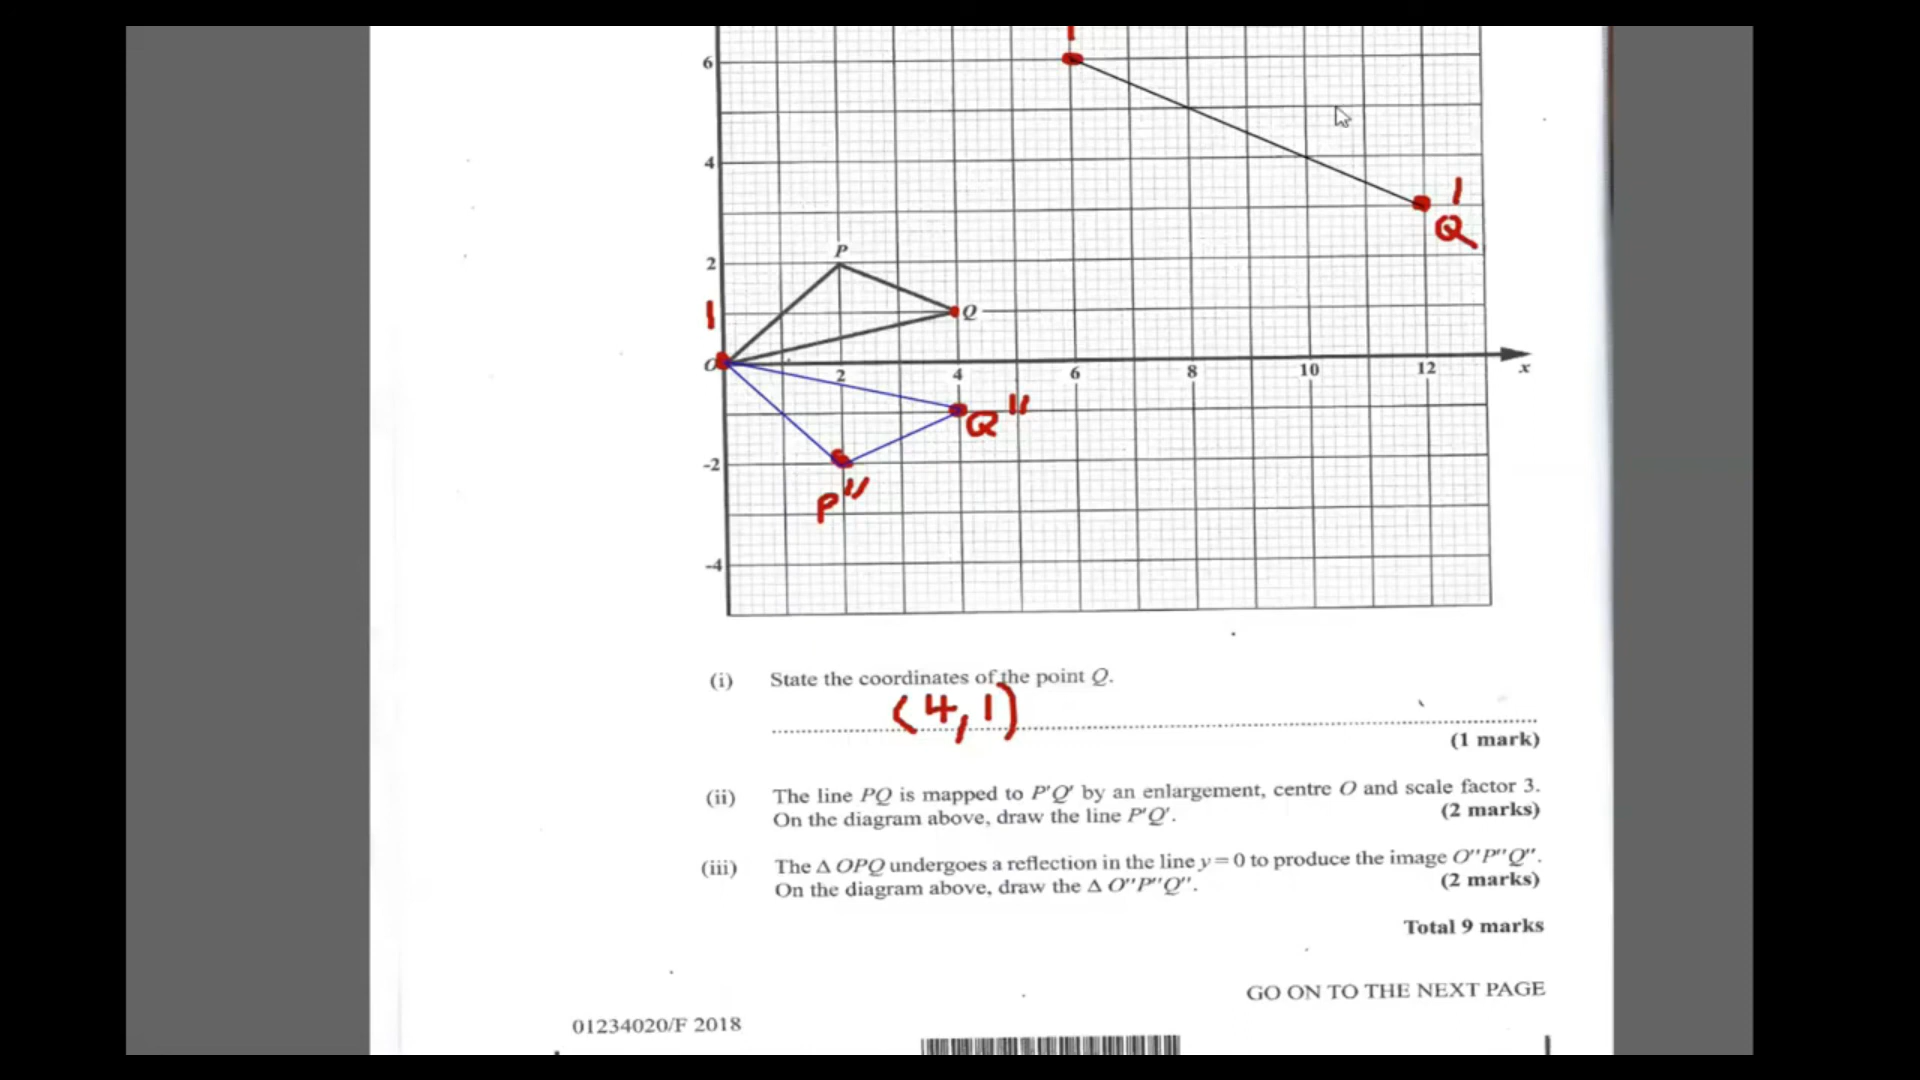 6
4
P
2
Q
1
O
2 4 6 8 10 12 x
Q'
Q"
-2
P"
-4
(i) State the coordinates of the point Q.
(4,1)
(1 mark)
(ii) The line PQ is mapped to P'Q' by an enlargement, centre O and scale factor 3.
On the diagram above, draw the line P'Q'. (2 marks)
(iii) The Δ OPQ undergoes a reflection in the line y = 0 to produce the image O"P"Q".
On the diagram above, draw the Δ O"P"Q". (2 marks)
Total 9 marks
GO ON TO THE NEXT PAGE
01234020/F 2018